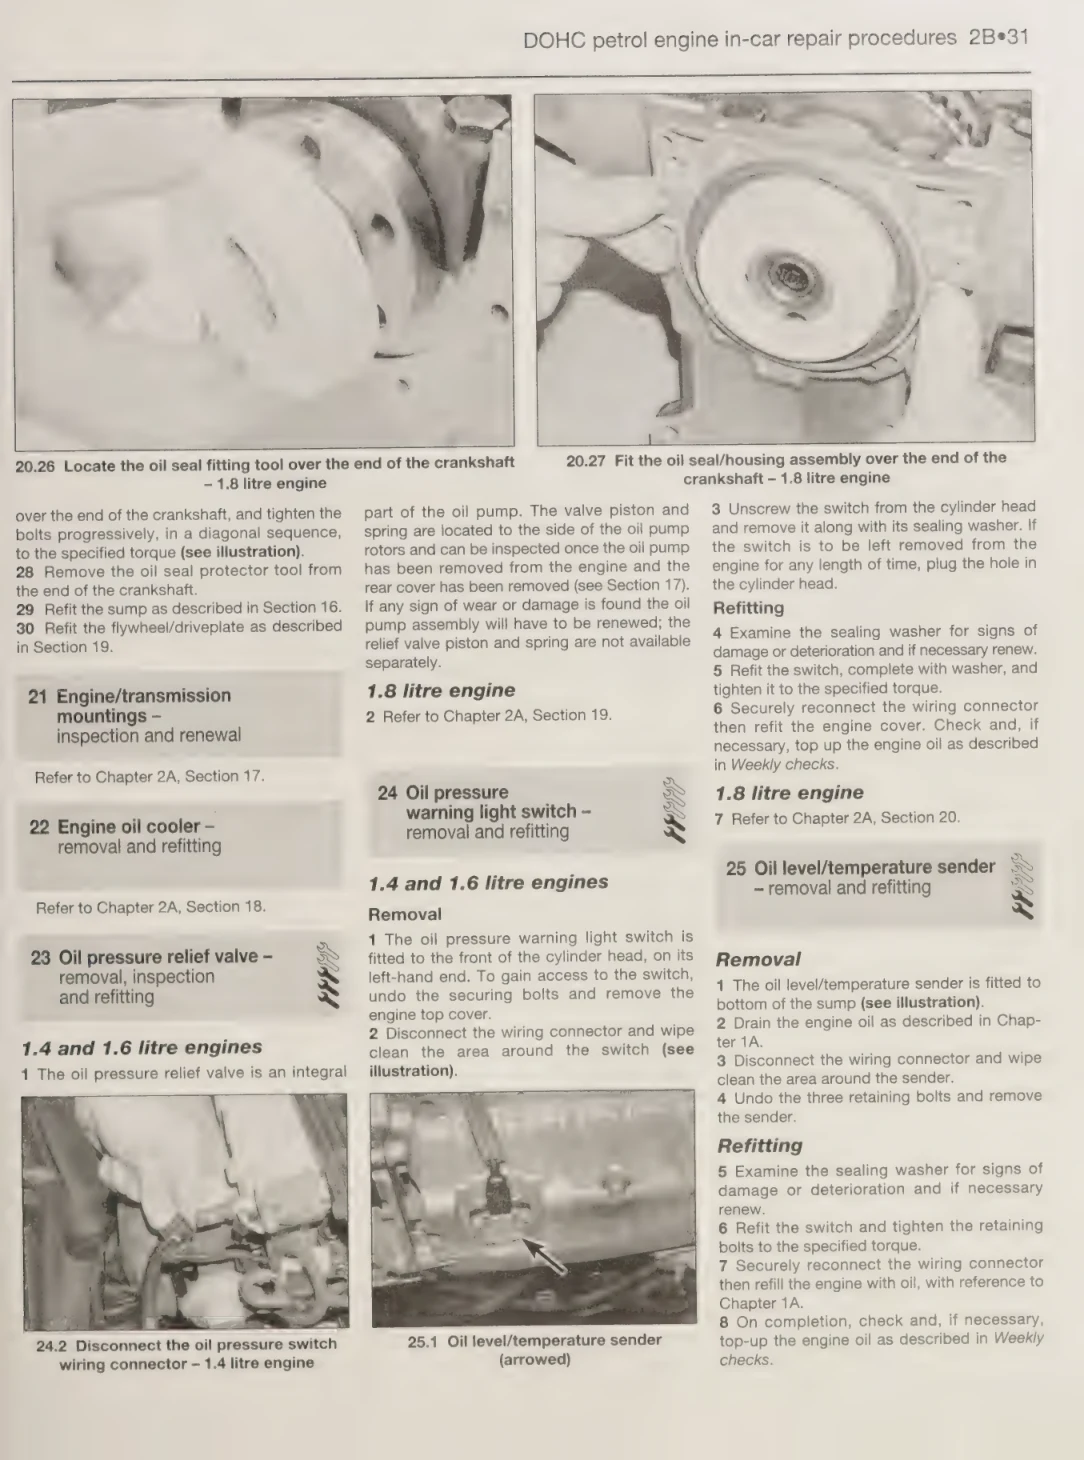 DOHC petrol engine in-car repair procedures 2B•31
20.26 Locate the oil seal fitting tool over the end of the crankshaft
– 1.8 litre engine
20.27 Fit the oil seal/housing assembly over the end of the
crankshaft – 1.8 litre engine
over the end of the crankshaft, and tighten the
bolts progressively, in a diagonal sequence,
to the specified torque (see illustration).
28 Remove the oil seal protector tool from
the end of the crankshaft.
29 Refit the sump as described in Section 16.
30 Refit the flywheel/driveplate as described
in Section 19.
21 Engine/transmission
mountings –
inspection and renewal
Refer to Chapter 2A, Section 17.
22 Engine oil cooler –
removal and refitting
Refer to Chapter 2A, Section 18.
23 Oil pressure relief valve –
removal, inspection
and refitting
1.4 and 1.6 litre engines
1 The oil pressure relief valve is an integral
24.2 Disconnect the oil pressure switch
wiring connector – 1.4 litre engine
part of the oil pump. The valve piston and
spring are located to the side of the oil pump
rotors and can be inspected once the oil pump
has been removed from the engine and the
rear cover has been removed (see Section 17).
If any sign of wear or damage is found the oil
pump assembly will have to be renewed; the
relief valve piston and spring are not available
separately.
1.8 litre engine
2 Refer to Chapter 2A, Section 19.
24 Oil pressure
warning light switch –
removal and refitting
1.4 and 1.6 litre engines
Removal
1 The oil pressure warning light switch is
fitted to the front of the cylinder head, on its
left-hand end. To gain access to the switch,
undo the securing bolts and remove the
engine top cover.
2 Disconnect the wiring connector and wipe
clean the area around the switch (see
illustration).
25.1 Oil level/temperature sender
(arrowed)
3 Unscrew the switch from the cylinder head
and remove it along with its sealing washer. If
the switch is to be left removed from the
engine for any length of time, plug the hole in
the cylinder head.
Refitting
4 Examine the sealing washer for signs of
damage or deterioration and if necessary renew.
5 Refit the switch, complete with washer, and
tighten it to the specified torque.
6 Securely reconnect the wiring connector
then refit the engine cover. Check and, if
necessary, top up the engine oil as described
in Weekly checks.
1.8 litre engine
7 Refer to Chapter 2A, Section 20.
25 Oil level/temperature sender
– removal and refitting
Removal
1 The oil level/temperature sender is fitted to
bottom of the sump (see illustration).
2 Drain the engine oil as described in Chap-
ter 1A.
3 Disconnect the wiring connector and wipe
clean the area around the sender.
4 Undo the three retaining bolts and remove
the sender.
Refitting
5 Examine the sealing washer for signs of
damage or deterioration and if necessary
renew.
6 Refit the switch and tighten the retaining
bolts to the specified torque.
7 Securely reconnect the wiring connector
then refill the engine with oil, with reference to
Chapter 1A.
8 On completion, check and, if necessary,
top-up the engine oil as described in Weekly
checks.